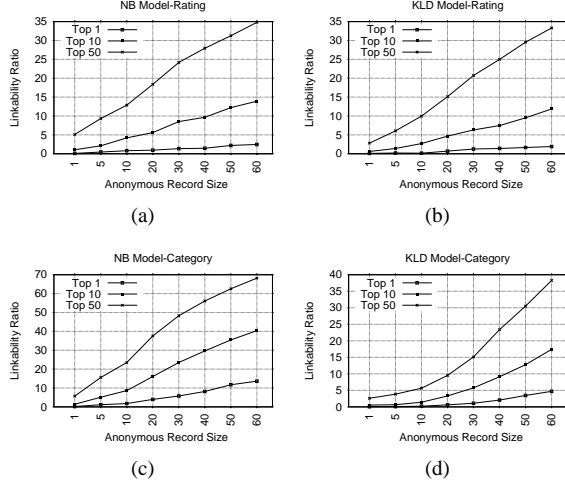 NB Model-Rating
Linkability Ratio
35
30
25
20
15
10
5
0
Top 1
Top 10
Top 50
1
5
10
20
30
40
50
60
Anonymous Record Size
(a)
KLD Model-Rating
Linkability Ratio
35
30
25
20
15
10
5
0
Top 1
Top 10
Top 50
1
5
10
20
30
40
50
60
Anonymous Record Size
(b)
NB Model-Category
Linkability Ratio
70
60
50
40
30
20
10
0
Top 1
Top 10
Top 50
1
5
10
20
30
40
50
60
Anonymous Record Size
(c)
KLD Model-Category
Linkability Ratio
40
35
30
25
20
15
10
5
0
Top 1
Top 10
Top 50
1
5
10
20
30
40
50
60
Anonymous Record Size
(d)